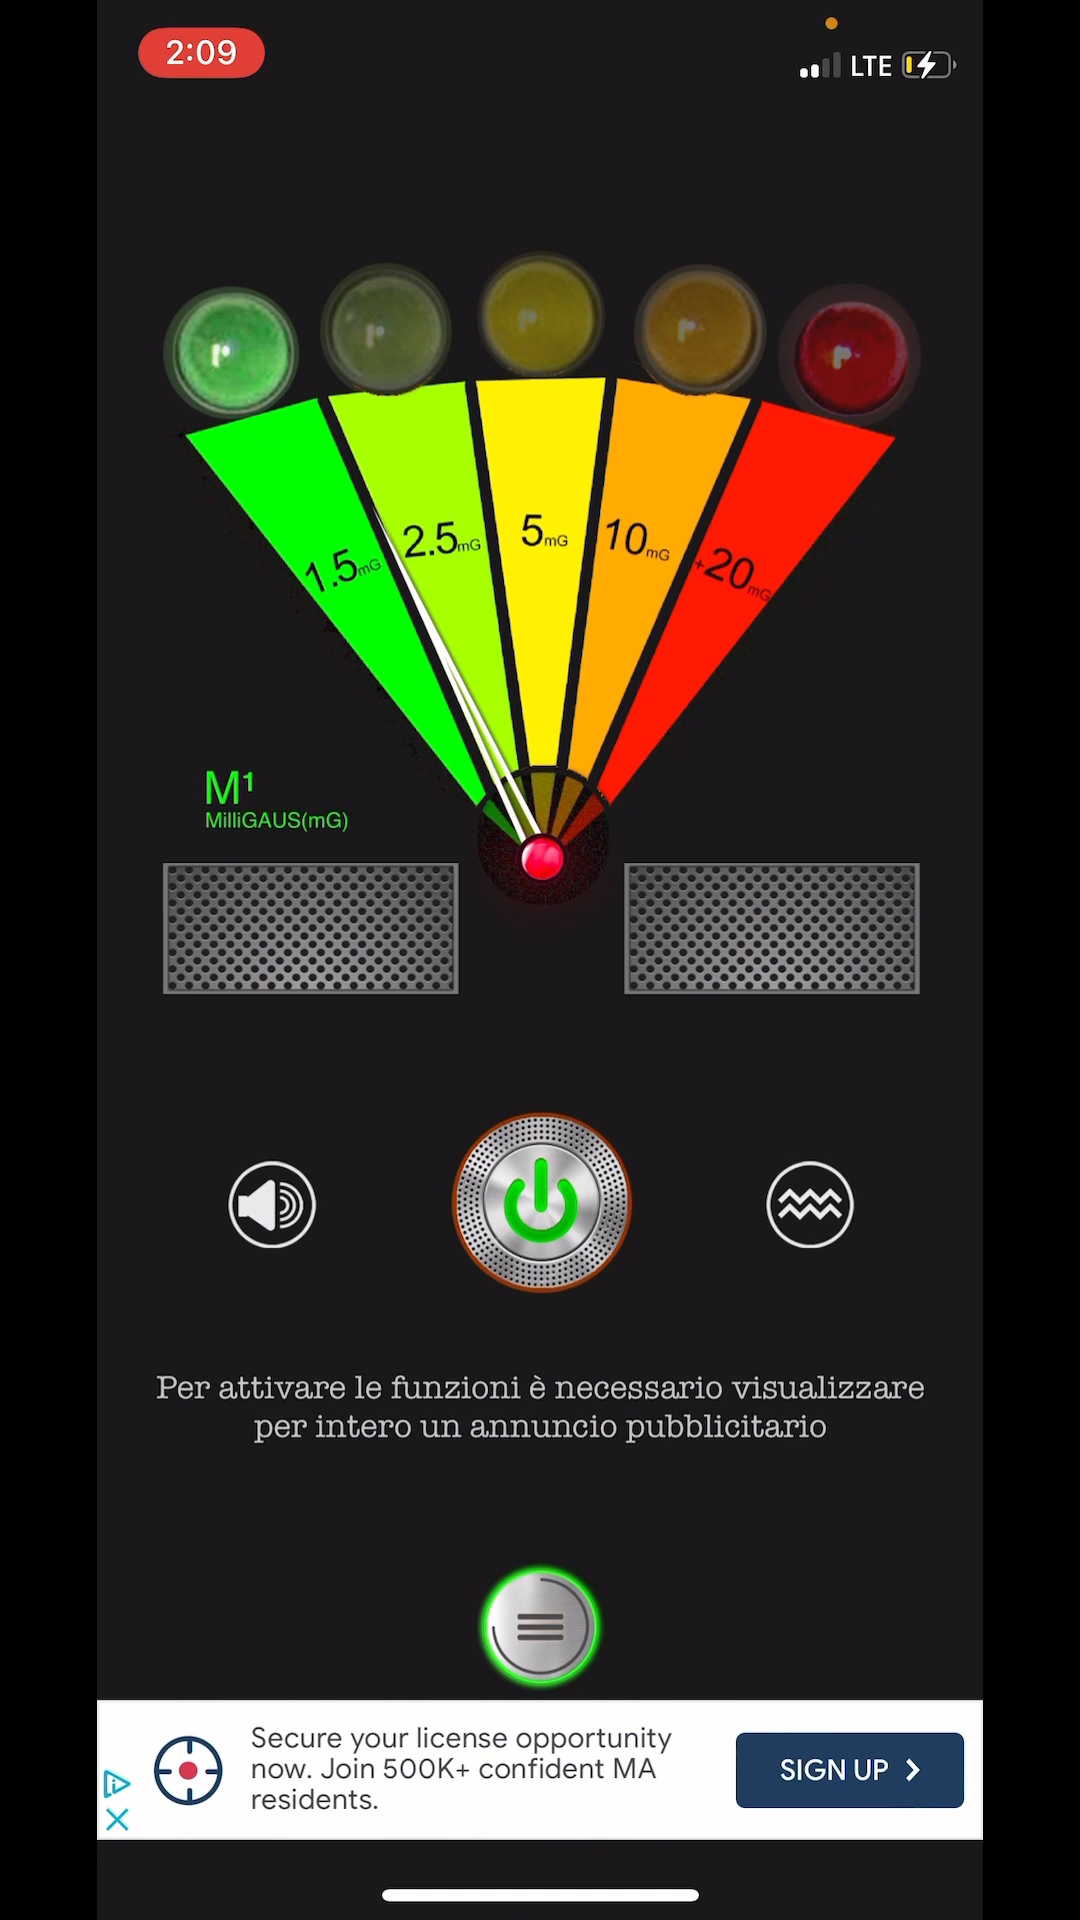 2:09
LTE
1.5mG
2.5mG
5mG
10mG
+20mG
M¹
MilliGAUS(mG)
Per attivare le funzioni è necessario visualizzare
per intero un annuncio pubblicitario
Secure your license opportunity
now. Join 500K+ confident MA
residents.
SIGN UP